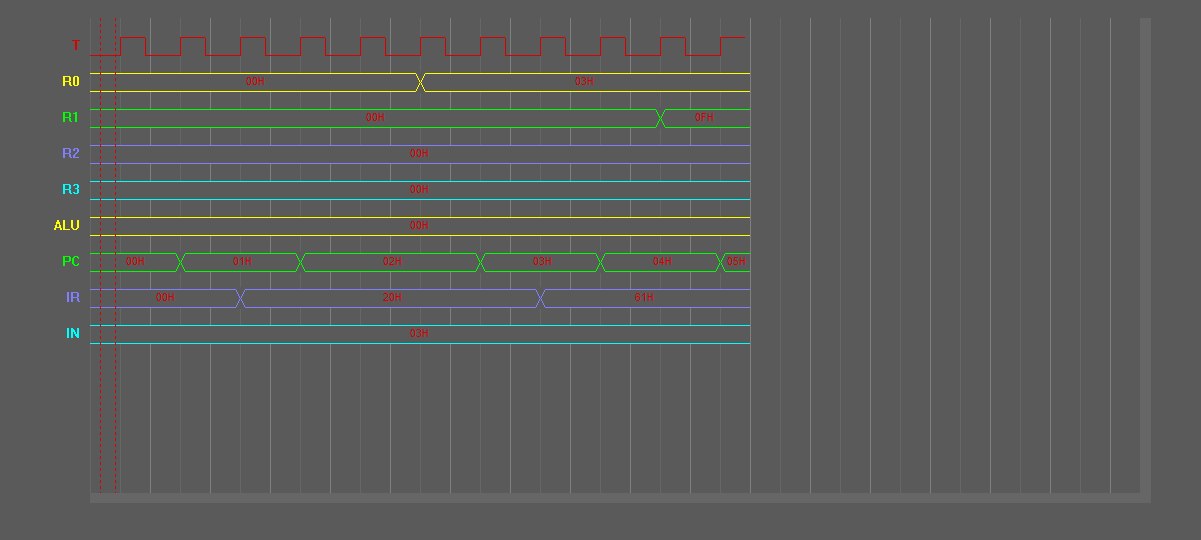 T
R0 00H 03H
R1 00H 0FH
R2 00H
R3 00H
ALU 00H
PC 00H 01H 02H 03H 04H 05H
IR 00H 20H 61H
IN 03H